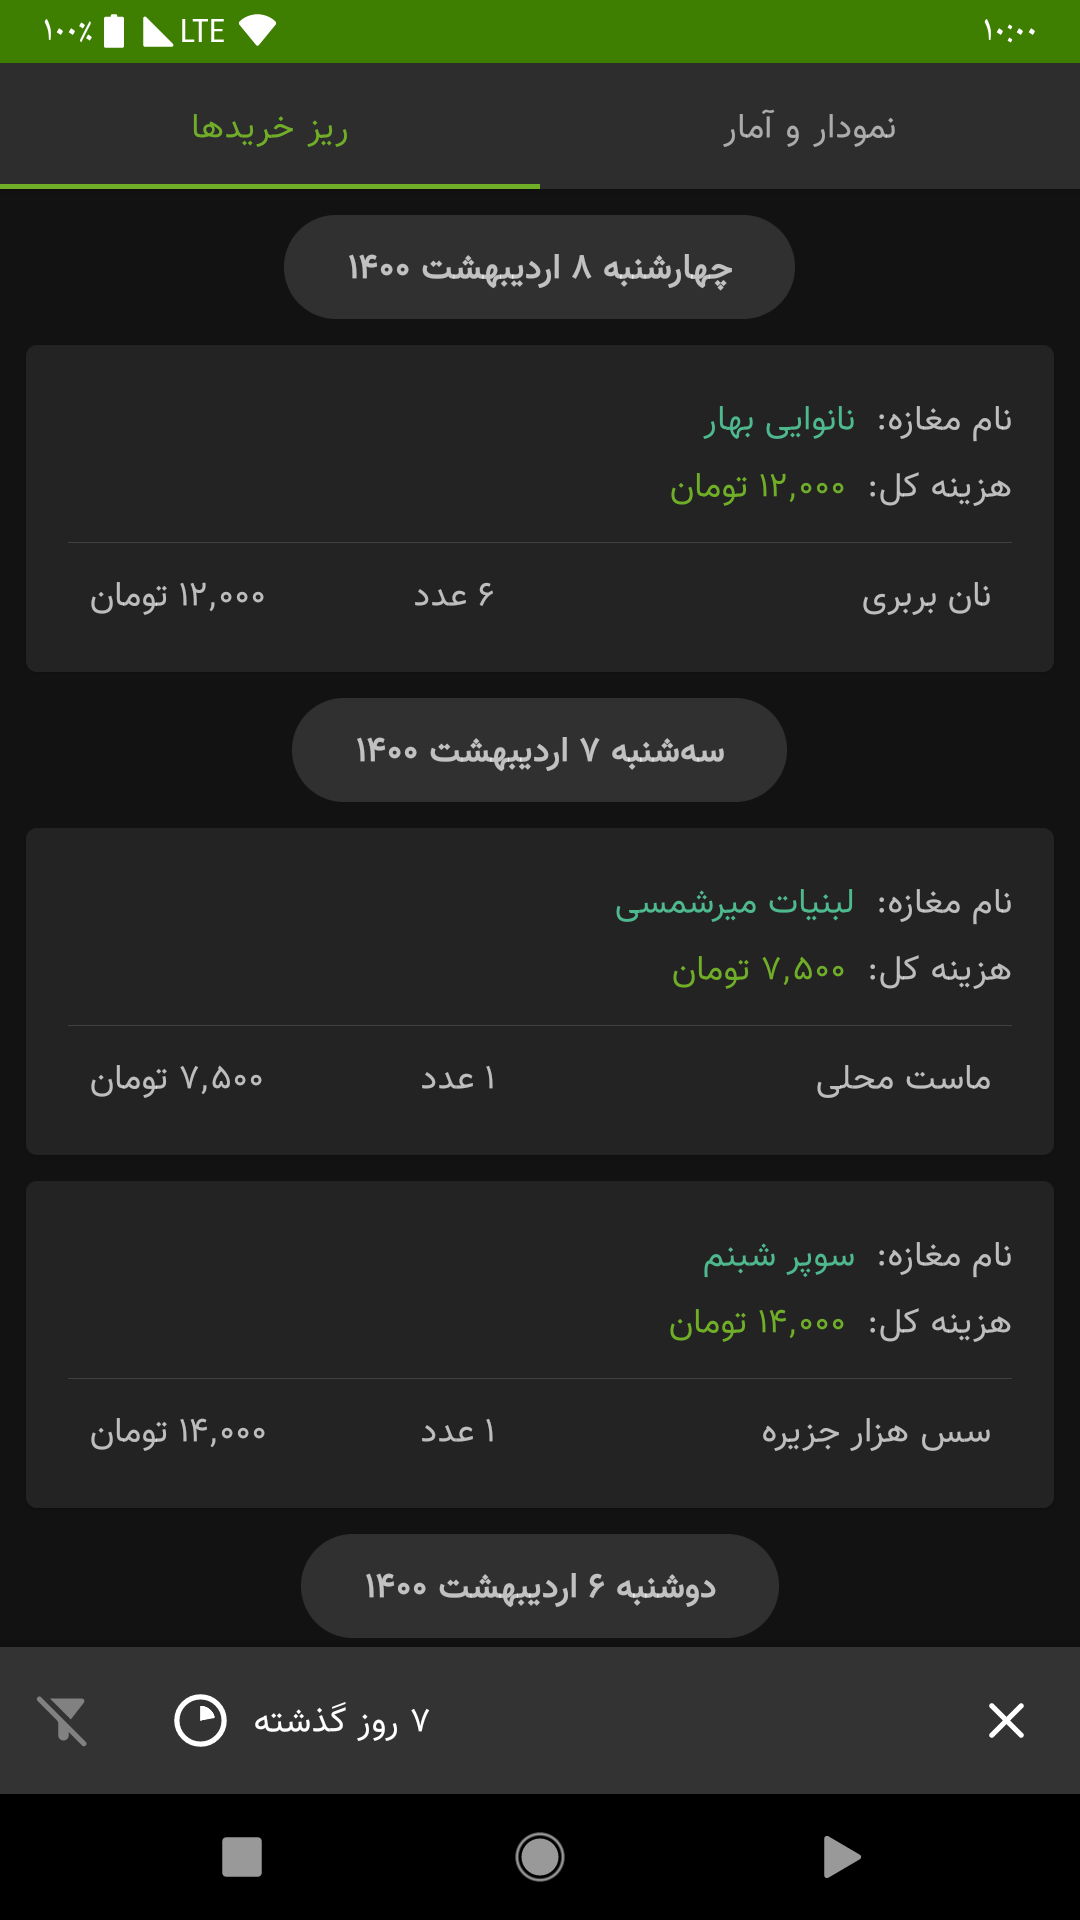 ۱۰:۰۰ LTE ۱۰۰٪
نمودار و آمار
ریز خریدها
چهارشنبه ۸ اردیبهشت ۱۴۰۰
نام مغازه: نانوایی بهار
هزینه کل: ۱۲,۰۰۰ تومان
نان بربری ۶ عدد ۱۲,۰۰۰ تومان
سه‌شنبه ۷ اردیبهشت ۱۴۰۰
نام مغازه: لبنیات میرشمسی
هزینه کل: ۷,۵۰۰ تومان
ماست محلی ۱ عدد ۷,۵۰۰ تومان
نام مغازه: سوپر شبنم
هزینه کل: ۱۴,۰۰۰ تومان
سس هزار جزیره ۱ عدد ۱۴,۰۰۰ تومان
دوشنبه ۶ اردیبهشت ۱۴۰۰
۷ روز گذشته